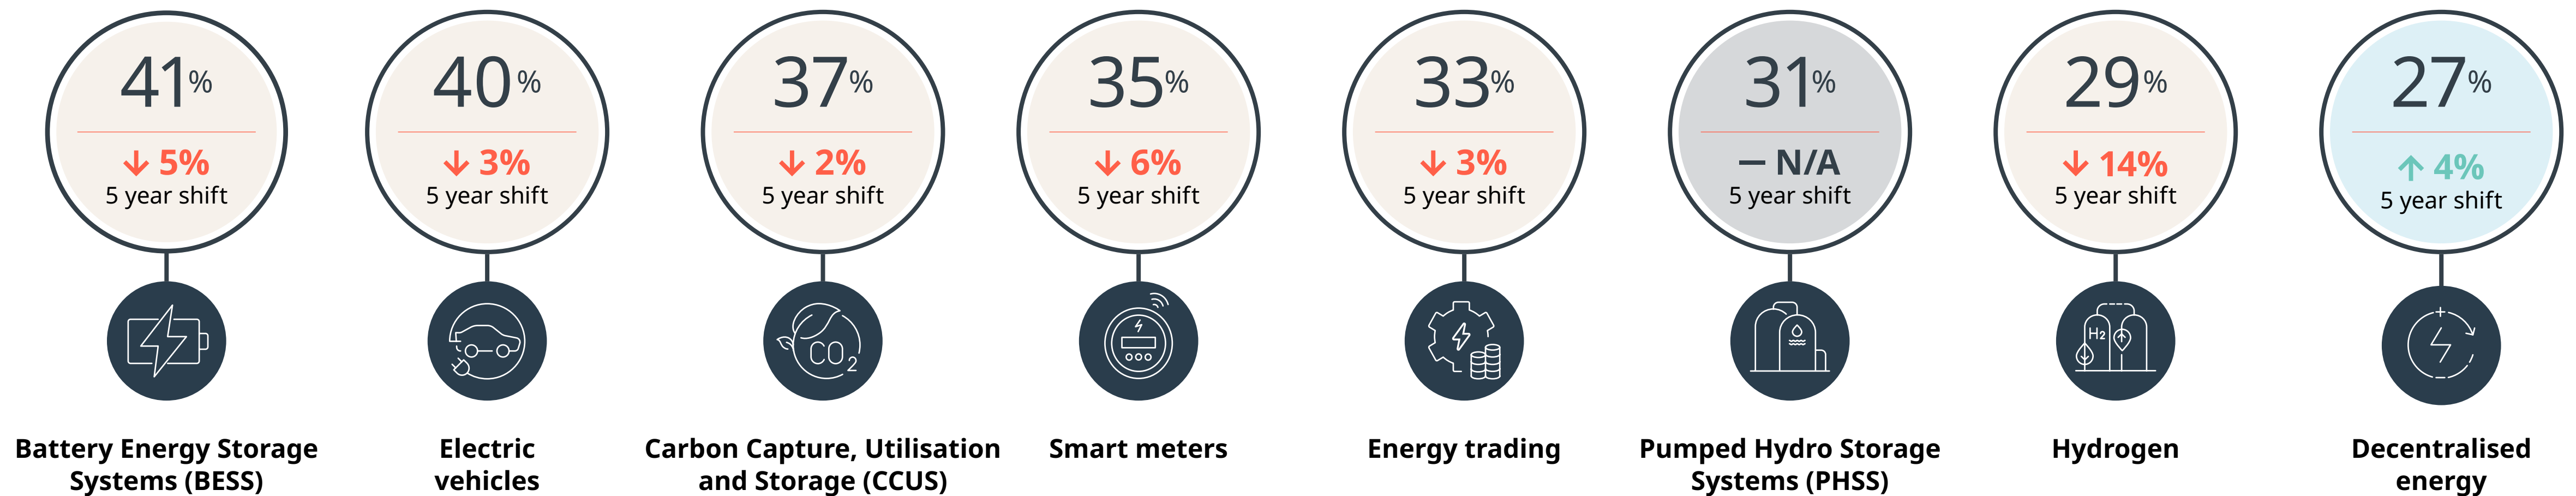 41%
↓ 5%
5 year shift
Battery Energy Storage
Systems (BESS)
40%
↓ 3%
5 year shift
Electric
vehicles
37%
↓ 2%
5 year shift
CO2
Carbon Capture, Utilisation
and Storage (CCUS)
35%
↓ 6%
5 year shift
Smart meters
33%
↓ 3%
5 year shift
Energy trading
31%
– N/A
5 year shift
Pumped Hydro Storage
Systems (PHSS)
29%
↓ 14%
5 year shift
H2
Hydrogen
27%
↑ 4%
5 year shift
Decentralised
energy